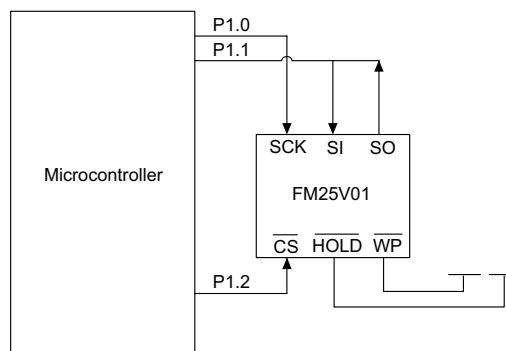 P1.0
P1.1
SCK SI SO
Microcontroller
FM25V01
CS HOLD WP
P1.2